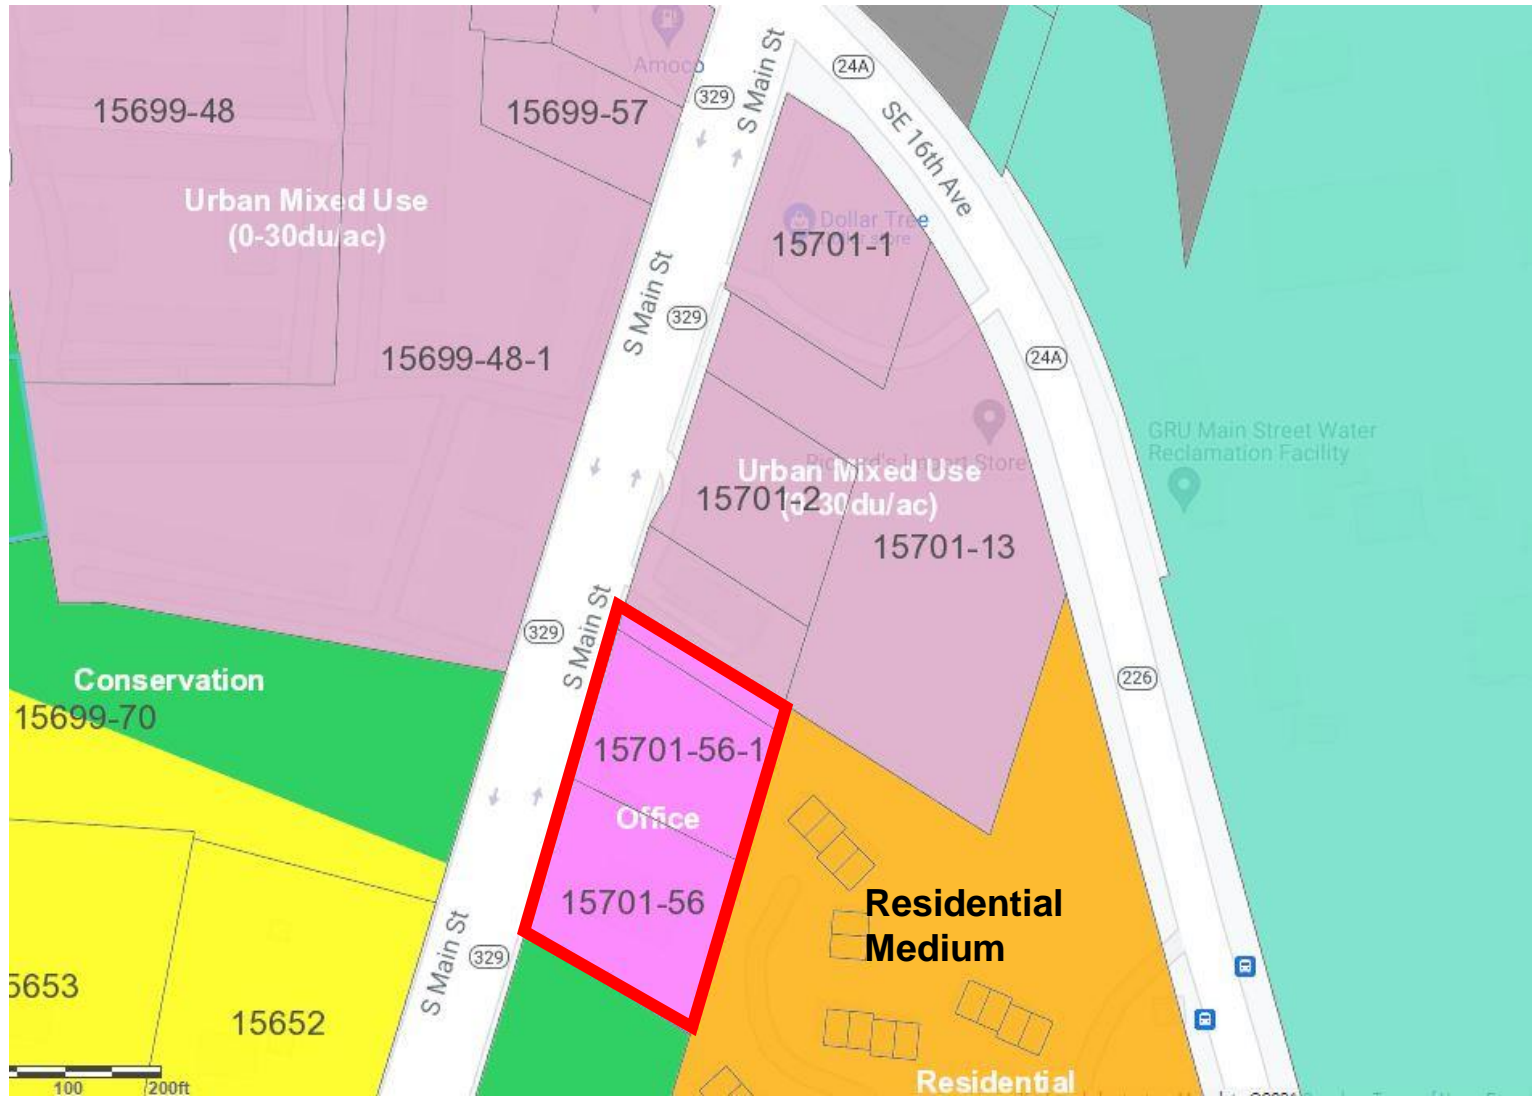 Amoco
15699-48
15699-57
329
S Main St
24A
SE 16th Ave
Urban Mixed Use
(0-30du/ac)
Dollar Tree
15701-1
S Main St
329
15699-48-1
24A
GRU Main Street Water
Reclamation Facility
Urban Mixed Use
(0-30du/ac)
15701-2
15701-13
329
S Main St
Conservation
15699-70
226
15701-56-1
Office
15701-56
Residential
Medium
S Main St
329
5653
15652
100
200ft
Residential